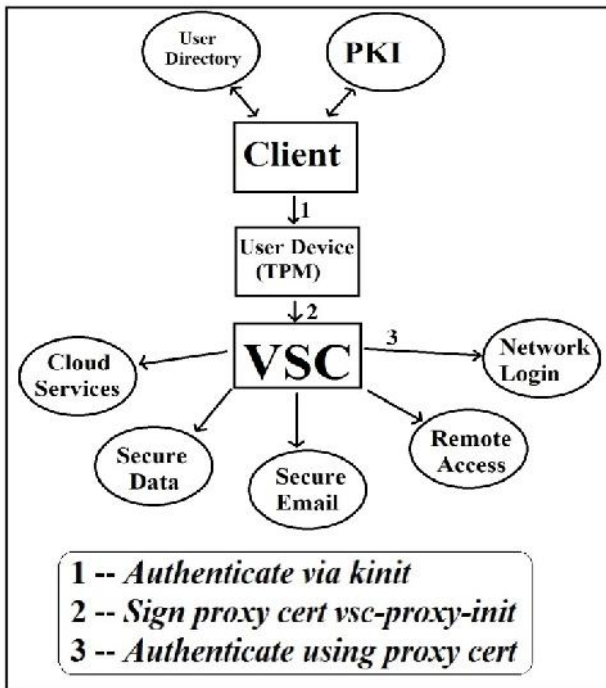 User
Directory
PKI
Client
1
User Device
(TPM)
2
VSC
3
Cloud
Services
Network
Login
Secure
Data
Secure
Email
Remote
Access
1 -- Authenticate via kinit
2 -- Sign proxy cert vsc-proxy-init
3 -- Authenticate using proxy cert